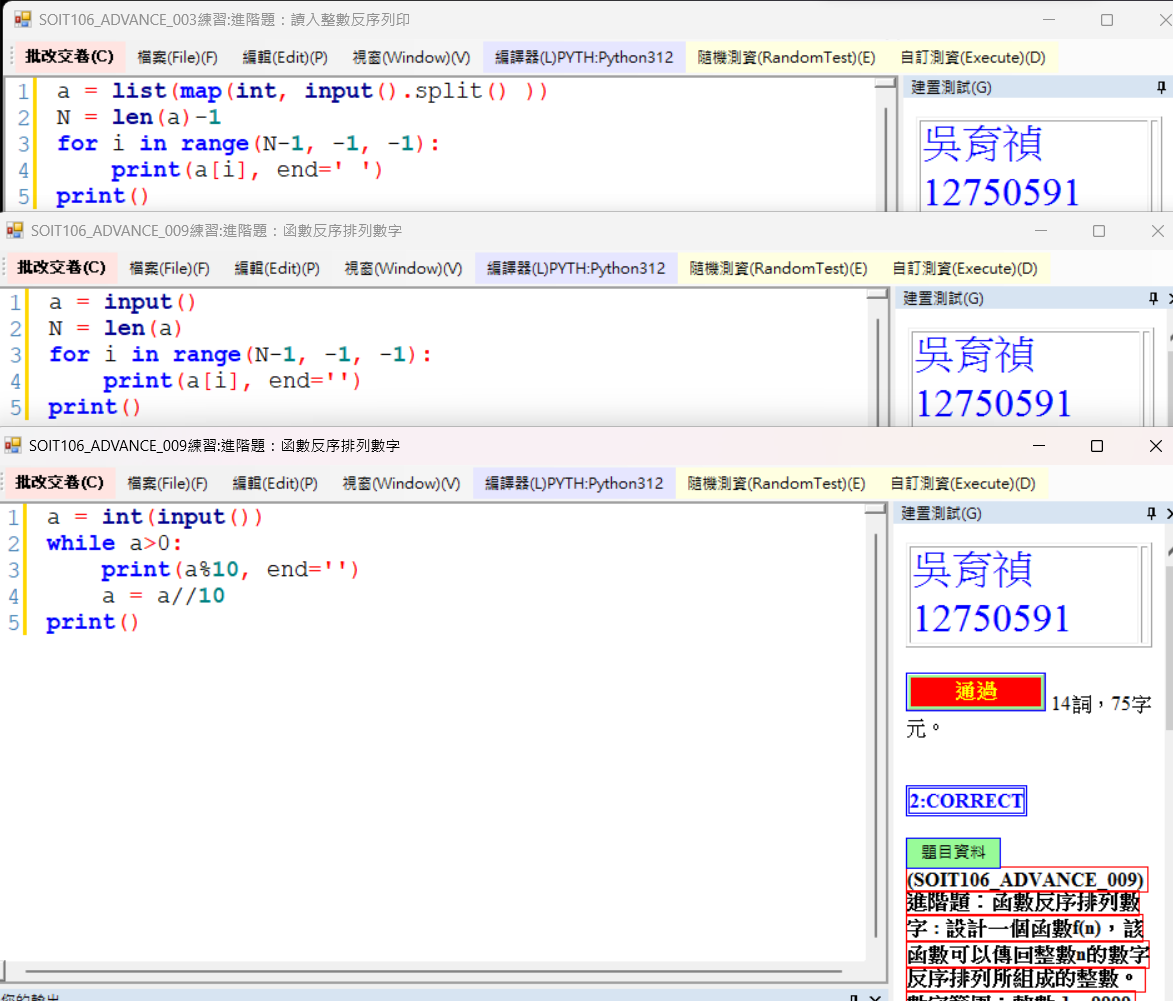 SOIT106_ADVANCE_003練習:進階題：讀入整數反序列印
批改交卷(C) 檔案(File)(F) 編輯(Edit)(P) 視窗(Window)(V) 編譯器(L)PYTH:Python312 隨機測資(RandomTest)(E) 自訂測資(Execute)(D)
建置測試(G)
1 a = list(map(int, input().split() ))
2 N = len(a)-1
3 for i in range(N-1, -1, -1):
4     print(a[i], end=' ')
5 print()
吳育禎
12750591
SOIT106_ADVANCE_009練習:進階題：函數反序排列數字
批改交卷(C) 檔案(File)(F) 編輯(Edit)(P) 視窗(Window)(V) 編譯器(L)PYTH:Python312 隨機測資(RandomTest)(E) 自訂測資(Execute)(D)
建置測試(G)
1 a = input()
2 N = len(a)
3 for i in range(N-1, -1, -1):
4     print(a[i], end='')
5 print()
吳育禎
12750591
SOIT106_ADVANCE_009練習:進階題：函數反序排列數字
批改交卷(C) 檔案(File)(F) 編輯(Edit)(P) 視窗(Window)(V) 編譯器(L)PYTH:Python312 隨機測資(RandomTest)(E) 自訂測資(Execute)(D)
建置測試(G)
1 a = int(input())
2 while a>0:
3     print(a%10, end='')
4     a = a//10
5 print()
吳育禎
12750591
通過 14詞，75字
元。
2:CORRECT
題目資料
(SOIT106_ADVANCE_009)
進階題：函數反序排列數
字：設計一個函數f(n)，該
函數可以傳回整數n的數字
反序排列所組成的整數。